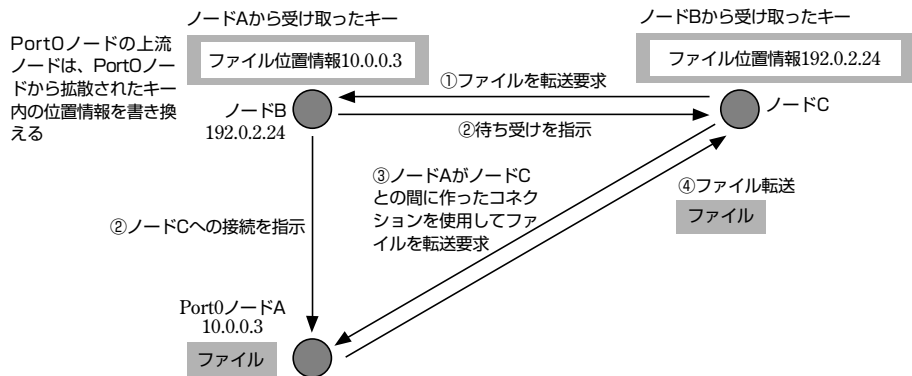 ノードAから受け取ったキー
ファイル位置情報10.0.0.3
ノードBから受け取ったキー
ファイル位置情報192.0.2.24
Port0ノードの上流
ノードは、Port0ノー
ドから拡散されたキー
内の位置情報を書き換
える
①ファイルを転送要求
ノードB
192.0.2.24
ノードC
②待ち受けを指示
③ノードAがノードC
との間に作ったコネク
ションを使用してファ
イルを転送要求
④ファイル転送
ファイル
②ノードCへの接続を指示
Port0ノードA
10.0.0.3
ファイル